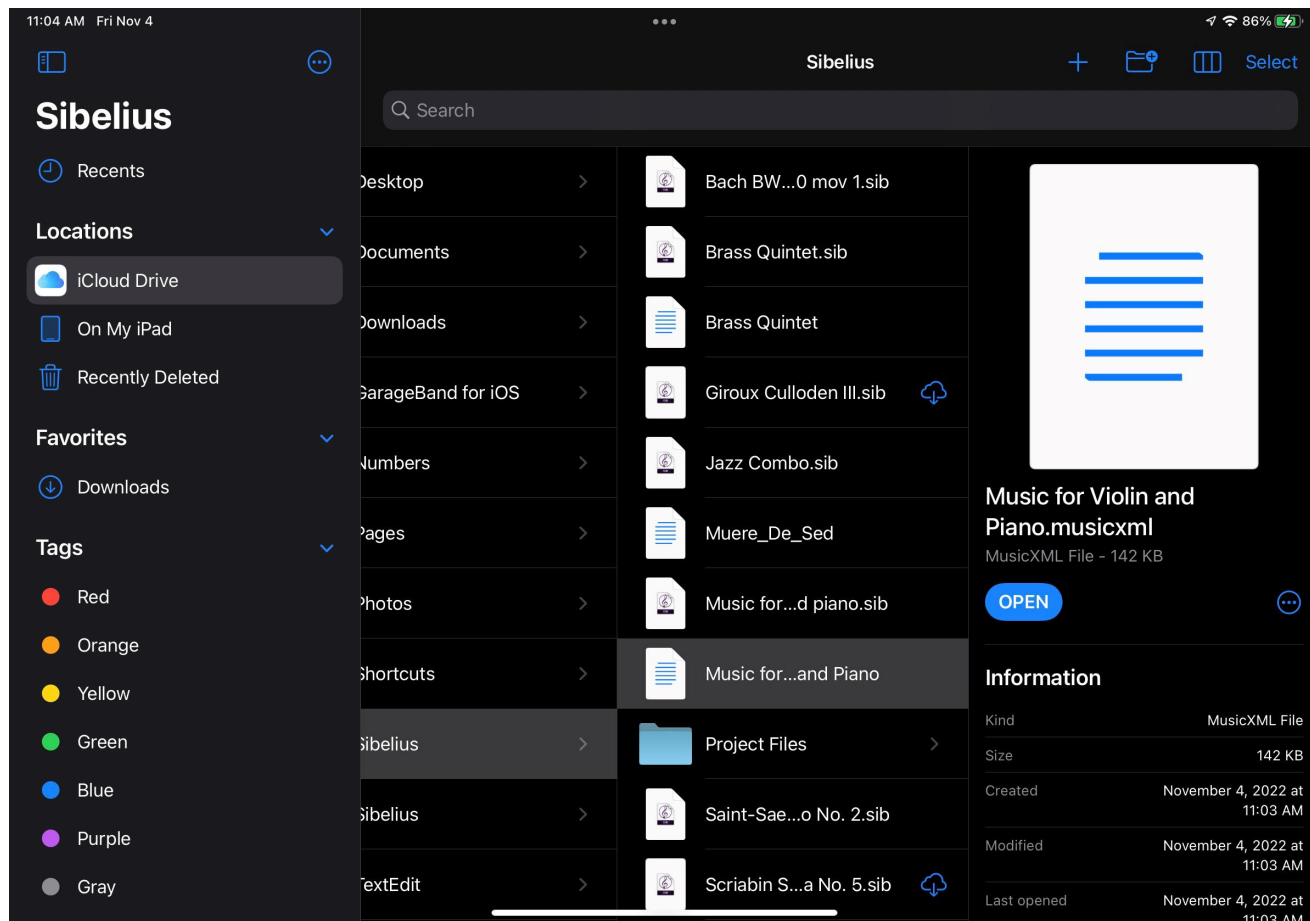 11:04 AM Fri Nov 4
86%
Sibelius
Select
Sibelius
Search
Recents
Locations
iCloud Drive
On My iPad
Recently Deleted
Favorites
Downloads
Tags
Red
Orange
Yellow
Green
Blue
Purple
Gray
Desktop
Documents
Downloads
GarageBand for iOS
Numbers
Pages
Photos
Shortcuts
Sibelius
Sibelius
TextEdit
Bach BW...0 mov 1.sib
Brass Quintet.sib
Brass Quintet
Giroux Culloden III.sib
Jazz Combo.sib
Muere_De_Sed
Music for...d piano.sib
Music for...and Piano
Project Files
Saint-Sae...o No. 2.sib
Scriabin S...a No. 5.sib
Music for Violin and
Piano.musicxml
MusicXML File - 142 KB
OPEN
Information
Kind MusicXML File
Size 142 KB
Created November 4, 2022 at
11:03 AM
Modified November 4, 2022 at
11:03 AM
Last opened November 4, 2022 at
11:03 AM